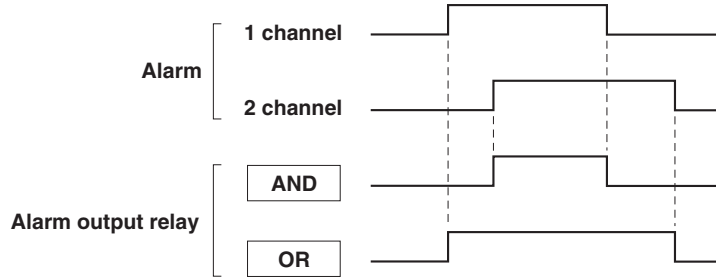 1 channel
Alarm
2 channel
AND
Alarm output relay
OR